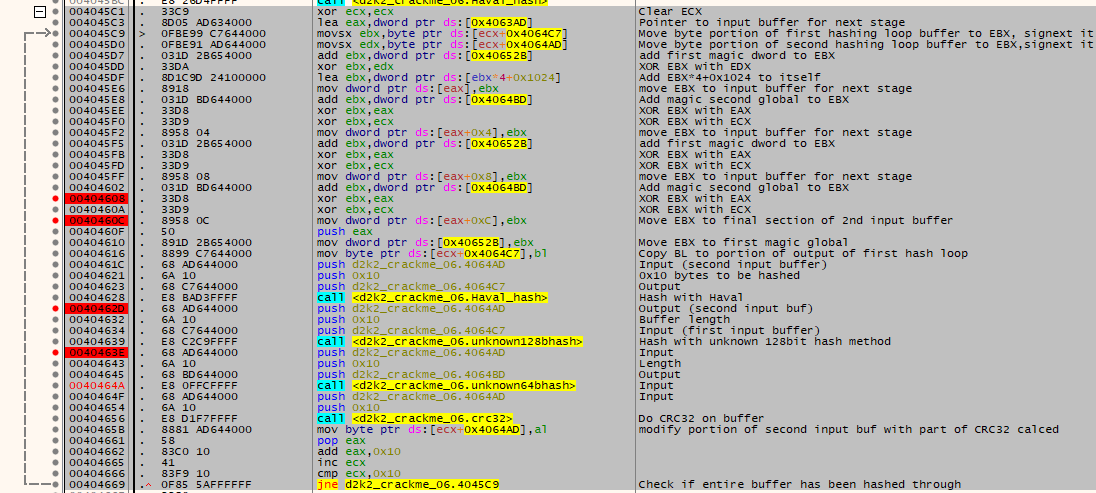 004045BC . E8 26D4FFFF call <d2k2_crackme_06.Haval_hash>
004045C1 . 33C9 xor ecx,ecx Clear ECX
004045C3 . 8D05 AD634000 lea eax,dword ptr ds:[0x4063AD] Pointer to input buffer for next stage
004045C9 > 0FBE99 C7644000 movsx ebx,byte ptr ds:[ecx+0x4064C7] Move byte portion of first hashing loop buffer to EBX, signext it
004045D0 . 0FBE91 AD644000 movsx edx,byte ptr ds:[ecx+0x4064AD] Move byte portion of second hashing loop buffer to EBX,signext it
004045D7 . 031D 2B654000 add ebx,dword ptr ds:[0x40652B] add first magic dword to EBX
004045DD . 33DA xor ebx,edx XOR EBX with EDX
004045DF . 8D1C9D 24100000 lea ebx,dword ptr ds:[ebx*4+0x1024] Add EBX*4+0x1024 to itself
004045E6 . 8918 mov dword ptr ds:[eax],ebx move EBX to input buffer for next stage
004045E8 . 031D BD644000 add ebx,dword ptr ds:[0x4064BD] Add magic second global to EBX
004045EE . 33D8 xor ebx,eax XOR EBX with EAX
004045F0 . 33D9 xor ebx,ecx XOR EBX with ECX
004045F2 . 8958 04 mov dword ptr ds:[eax+0x4],ebx move EBX to input buffer for next stage
004045F5 . 031D 2B654000 add ebx,dword ptr ds:[0x40652B] add first magic dword to EBX
004045FB . 33D8 xor ebx,eax XOR EBX with EAX
004045FD . 33D9 xor ebx,ecx XOR EBX with ECX
004045FF . 8958 08 mov dword ptr ds:[eax+0x8],ebx move EBX to input buffer for next stage
00404602 . 031D BD644000 add ebx,dword ptr ds:[0x4064BD] Add magic second global to EBX
00404608 . 33D8 xor ebx,eax XOR EBX with EAX
0040460A . 33D9 xor ebx,ecx XOR EBX with ECX
0040460C . 8958 0C mov dword ptr ds:[eax+0xC],ebx Move EBX to final section of 2nd input buffer
0040460F . 50 push eax
00404610 . 891D 2B654000 mov dword ptr ds:[0x40652B],ebx Move EBX to first magic global
00404616 . 8899 C7644000 mov byte ptr ds:[ecx+0x4064C7],bl Copy BL to portion of output of first hash loop
0040461C . 68 AD644000 push d2k2_crackme_06.4064AD Input (second input buffer)
00404621 . 6A 10 push 0x10 0x10 bytes to be hashed
00404623 . 68 C7644000 push d2k2_crackme_06.4064C7 Output
00404628 . E8 BAD3FFFF call <d2k2_crackme_06.Haval_hash> Hash with Haval
0040462D . 68 AD644000 push d2k2_crackme_06.4064AD Output (second input buf)
00404632 . 6A 10 push 0x10 Buffer length
00404634 . 68 C7644000 push d2k2_crackme_06.4064C7 Input (first input buffer)
00404639 . E8 C2C9FFFF call <d2k2_crackme_06.unknown128bhash> Hash with unknown 128bit hash method
0040463E . 68 AD644000 push d2k2_crackme_06.4064AD Input
00404643 . 6A 10 push 0x10 Length
00404645 . 68 BD644000 push d2k2_crackme_06.4064BD Output
0040464A . E8 0FFCFFFF call <d2k2_crackme_06.unknown64bhash> Input
0040464F . 68 AD644000 push d2k2_crackme_06.4064AD Input
00404654 . 6A 10 push 0x10
00404656 . E8 D1F7FFFF call <d2k2_crackme_06.crc32> Do CRC32 on buffer
0040465B . 8881 AD644000 mov byte ptr ds:[ecx+0x4064AD],al modify portion of second input buf with part of CRC32 calced
00404661 . 58 pop eax
00404662 . 83C0 10 add eax,0x10
00404665 . 41 inc ecx
00404666 . 83F9 10 cmp ecx,0x10
00404669 .^ 0F85 5AFFFFFF jne d2k2_crackme_06.4045C9 Check if entire buffer has been hashed through